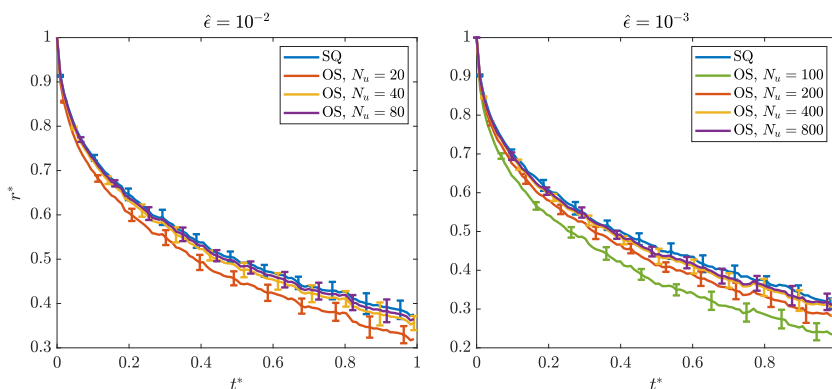 $\hat{\epsilon} = 10^{-2}$
SQ
OS, $N_u = 20$
OS, $N_u = 40$
OS, $N_u = 80$
1
0.9
0.8
0.7
0.6
0.5
0.4
0.3
r*
0 0.2 0.4 0.6 0.8 1
t*
$\hat{\epsilon} = 10^{-3}$
SQ
OS, $N_u = 100$
OS, $N_u = 200$
OS, $N_u = 400$
OS, $N_u = 800$
1
0.9
0.8
0.7
0.6
0.5
0.4
0.3
0.2
0 0.2 0.4 0.6 0.8
t*